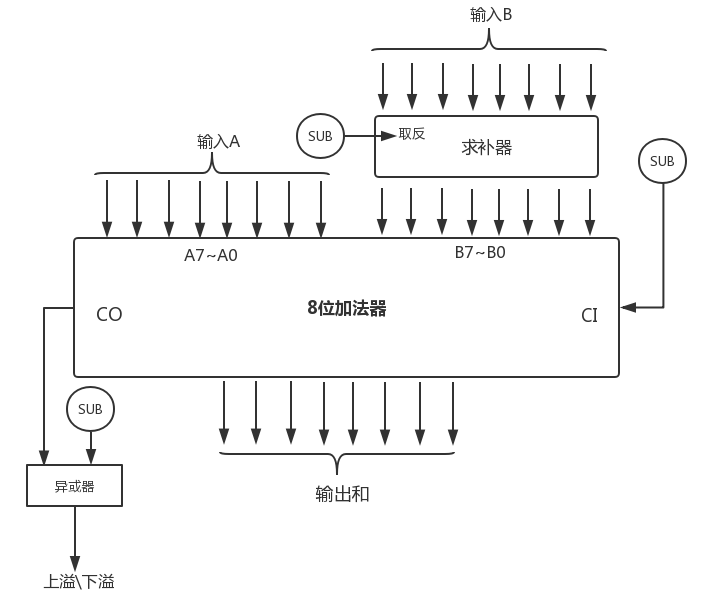 输入B
SUB
取反
求补器
输入A
SUB
A7~A0
B7~B0
CO
8位加法器
CI
SUB
异或器
输出和
上溢\下溢